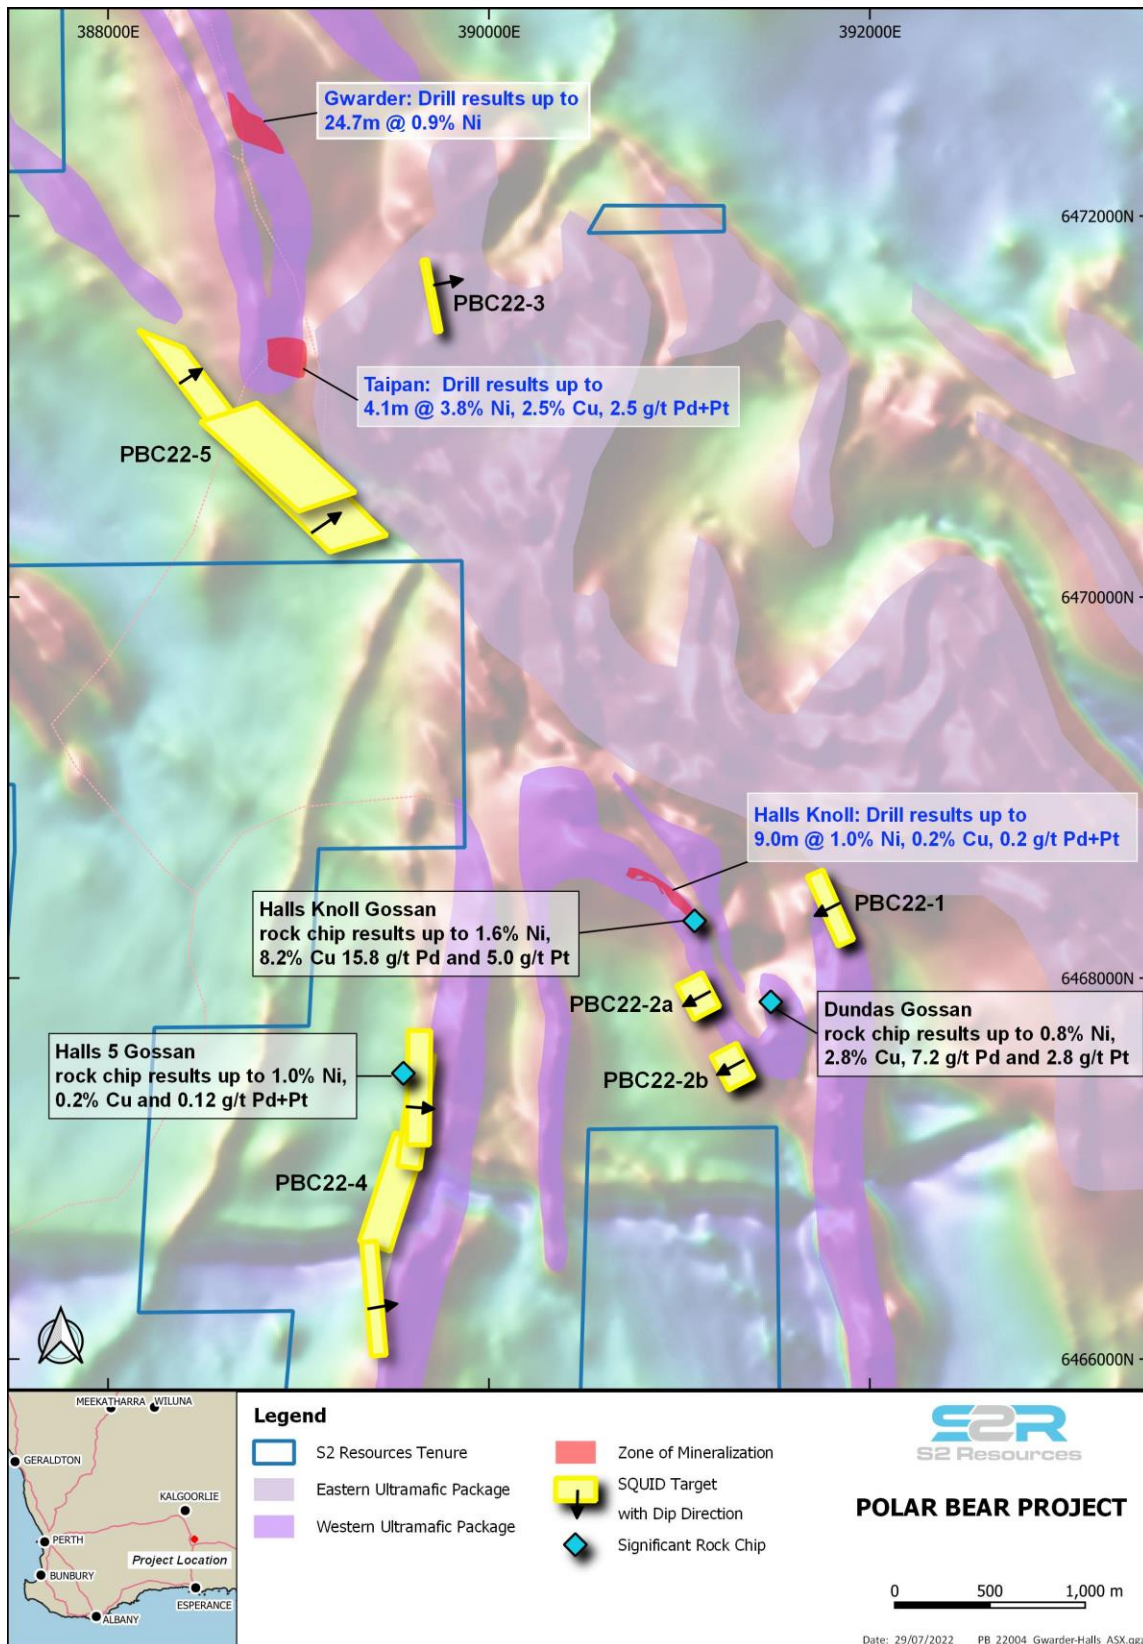 388000E
390000E
392000E
Gwarder: Drill results up to
24.7m @ 0.9% Ni
6472000N
PBC22-3
Taipan: Drill results up to
4.1m @ 3.8% Ni, 2.5% Cu, 2.5 g/t Pd+Pt
PBC22-5
6470000N
Halls Knoll: Drill results up to
9.0m @ 1.0% Ni, 0.2% Cu, 0.2 g/t Pd+Pt
Halls Knoll Gossan
rock chip results up to 1.6% Ni,
8.2% Cu 15.8 g/t Pd and 5.0 g/t Pt
PBC22-1
6468000N
PBC22-2a
Dundas Gossan
rock chip results up to 0.8% Ni,
2.8% Cu, 7.2 g/t Pd and 2.8 g/t Pt
Halls 5 Gossan
rock chip results up to 1.0% Ni,
0.2% Cu and 0.12 g/t Pd+Pt
PBC22-2b
PBC22-4
6466000N
MEEKATHARRA
WILUNA
GERALDTON
KALGOORLIE
PERTH
Project Location
BUNBURY
ESPERANCE
ALBANY
Legend
S2 Resources Tenure
Eastern Ultramafic Package
Western Ultramafic Package
Zone of Mineralization
SQUID Target
with Dip Direction
Significant Rock Chip
S2R
S2 Resources
POLAR BEAR PROJECT
0 500 1,000 m
Date: 29/07/2022 PB_22004_Gwarder-Halls_ASX.qgz